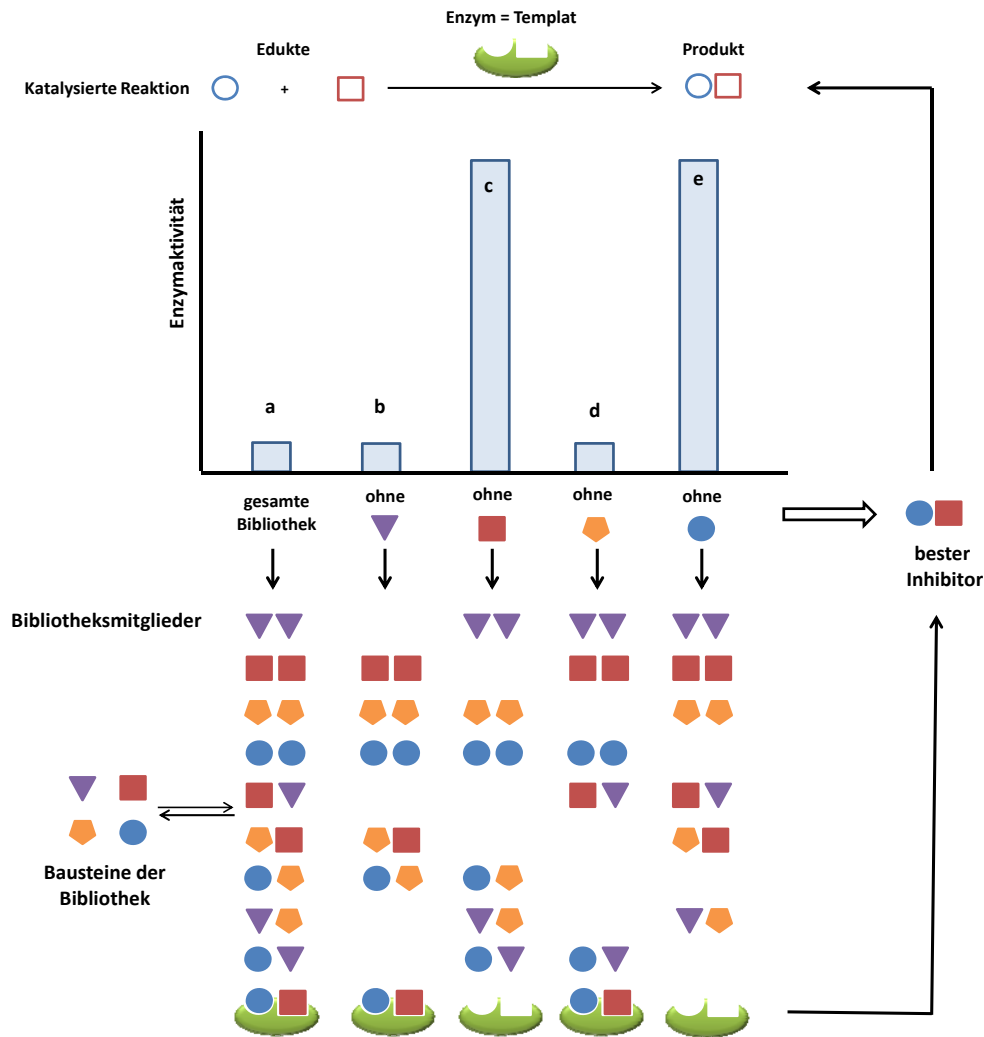 Enzym = Templat
Edukte
Produkt
Katalysierte Reaktion
+
Enzymaktivität
a
b
c
d
e
gesamte
Bibliothek
ohne
ohne
ohne
ohne
bester
Inhibitor
Bibliotheksmitglieder
Bausteine der
Bibliothek